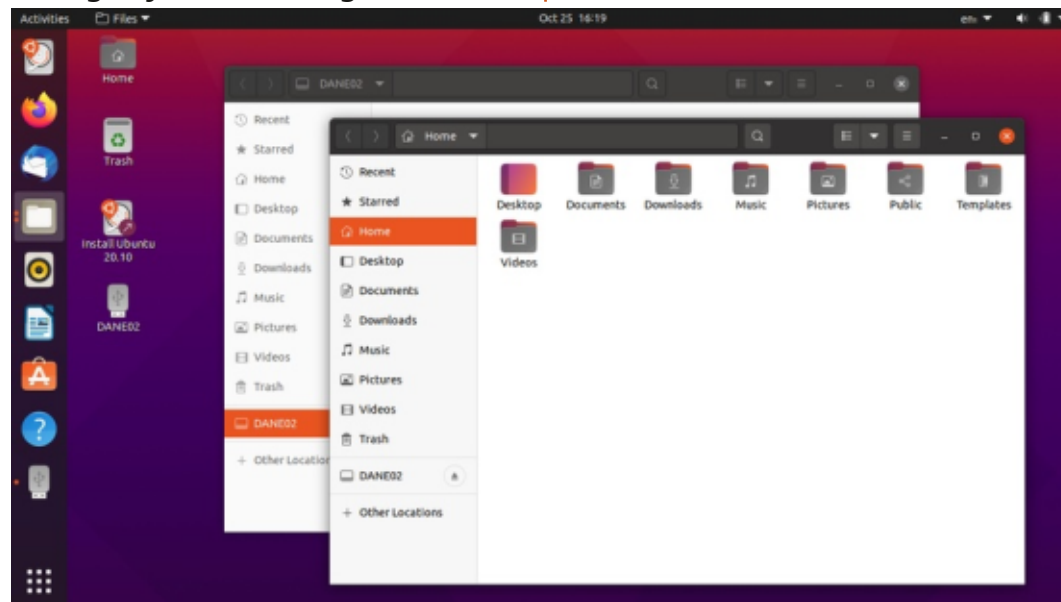 Activities Files Oct 25 16:19 en
Home
Trash
Install Ubuntu
20.10
DANE02
DANE02
Recent
Starred
Home
Desktop
Documents
Downloads
Music
Pictures
Videos
Trash
DANE02
+ Other Location
Home
Recent
Starred
Home
Desktop
Documents
Downloads
Music
Pictures
Videos
Trash
DANE02
+ Other Locations
Desktop Documents Downloads Music Pictures Public Templates
Videos